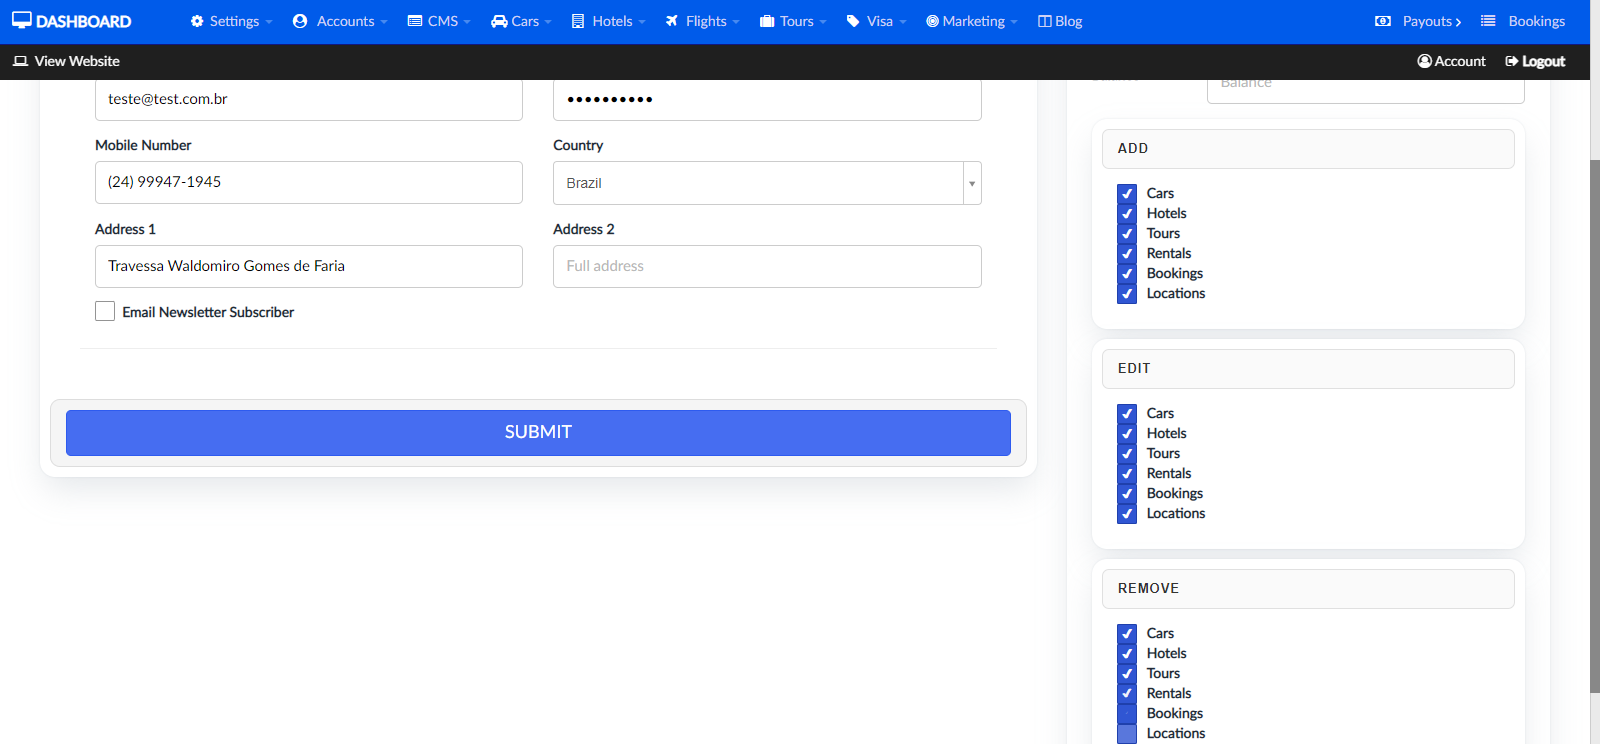 DASHBOARD Settings Accounts CMS Cars Hotels Flights Tours Visa Marketing Blog Payouts Bookings
View Website Account Logout
teste@test.com.br ••••••••••
Balance
Mobile Number Country
(24) 99947-1945 Brazil
Address 1 Address 2
Travessa Waldomiro Gomes de Faria Full address
Email Newsletter Subscriber
SUBMIT
ADD
Cars
Hotels
Tours
Rentals
Bookings
Locations
EDIT
Cars
Hotels
Tours
Rentals
Bookings
Locations
REMOVE
Cars
Hotels
Tours
Rentals
Bookings
Locations